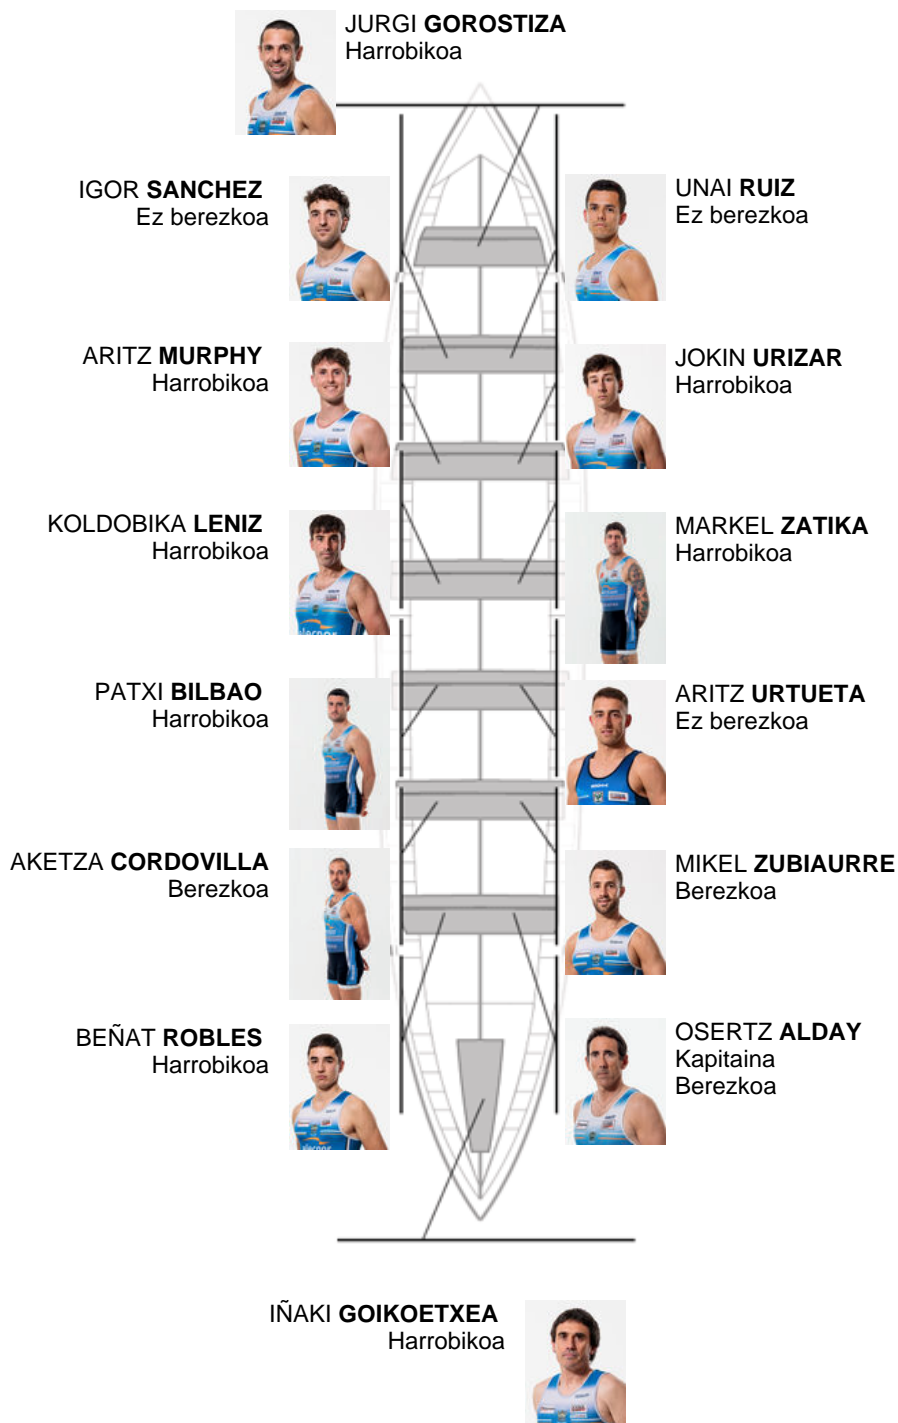 JURGI GOROSTIZA
Harrobikoa
IGOR SANCHEZ
Ez berezkoa
UNAI RUIZ
Ez berezkoa
ARITZ MURPHY
Harrobikoa
JOKIN URIZAR
Harrobikoa
KOLDOBIKA LENIZ
Harrobikoa
MARKEL ZATIKA
Harrobikoa
PATXI BILBAO
Harrobikoa
ARITZ URTUETA
Ez berezkoa
AKETZA CORDOVILLA
Berezkoa
MIKEL ZUBIAURRE
Berezkoa
BEÑAT ROBLES
Harrobikoa
OSERTZ ALDAY
Kapitaina
Berezkoa
IÑAKI GOIKOETXEA
Harrobikoa